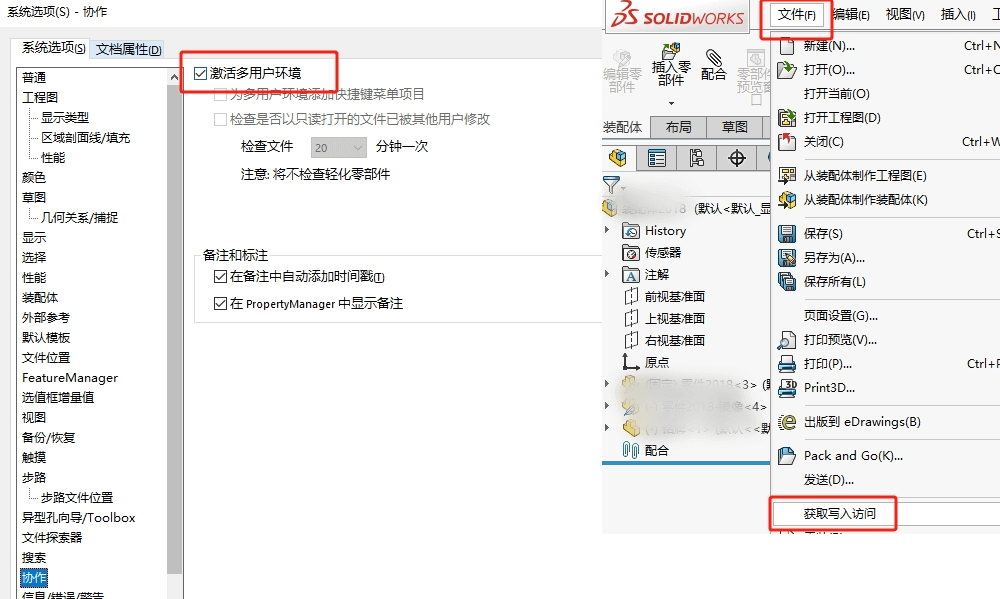 系统选项(S) - 协作
系统选项(S) 文档属性(D)
普通
工程图
显示类型
区域剖面线/填充
性能
颜色
草图
几何关系/捕捉
显示
选择
性能
装配体
外部参考
默认模板
文件位置
FeatureManager
选值框增量值
视图
备份/恢复
触摸
步路
步路文件位置
异型孔向导/Toolbox
文件探索器
搜索
协作
信息/错误/警告
激活多用户环境
为多用户环境添加快捷键菜单项目
检查是否以只读打开的文件已被其他用户修改
检查文件 20 分钟一次
注意: 将不检查轻化零部件
备注和标注
在备注中自动添加时间戳(T)
在 PropertyManager 中显示备注
SOLIDWORKS
文件(F) 编辑(E) 视图(V) 插入(I)
编辑零部件
插入零部件
配合
零部件预览窗口
装配体 布局 草图
(默认<默认_显
History
传感器
注解
前视基准面
上视基准面
右视基准面
原点
配合
新建(N)... Ctrl+N
打开(O)... Ctrl+O
打开当前(O)
打开工程图(D)
关闭(C) Ctrl+W
从装配体制作工程图(E)
从装配体制作装配体(K)
保存(S) Ctrl+S
另存为(A)...
保存所有(L)
页面设置(G)...
打印预览(V)...
打印(P)... Ctrl+P
Print3D...
出版到 eDrawings(B)
Pack and Go(K)...
发送(D)...
获取写入访问